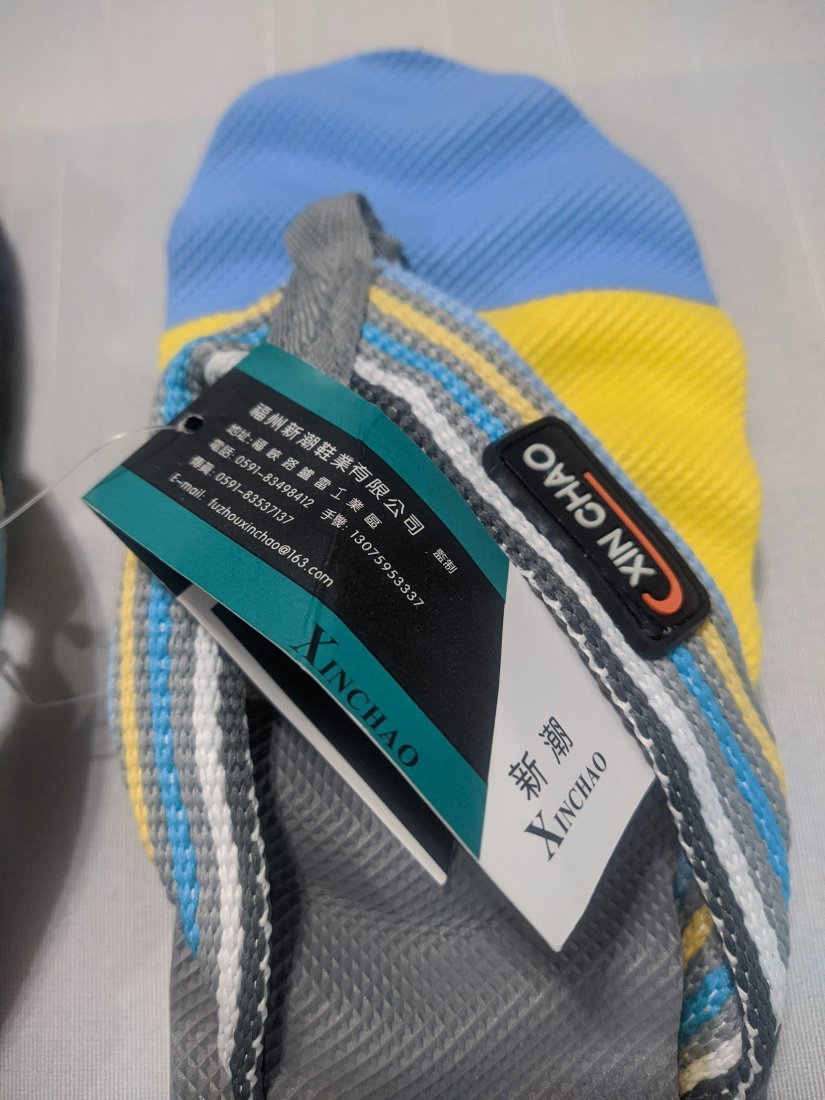 福州新潮鞋業有限公司 監制
地址:福峽路鑪雷工業區
電話:0591-83498412 手機:13075953337
傳真:0591-83537137
E-mail: fuzhouxinchao@163.com
XINCHAO
新潮
XINCHAO
XIN CHAO